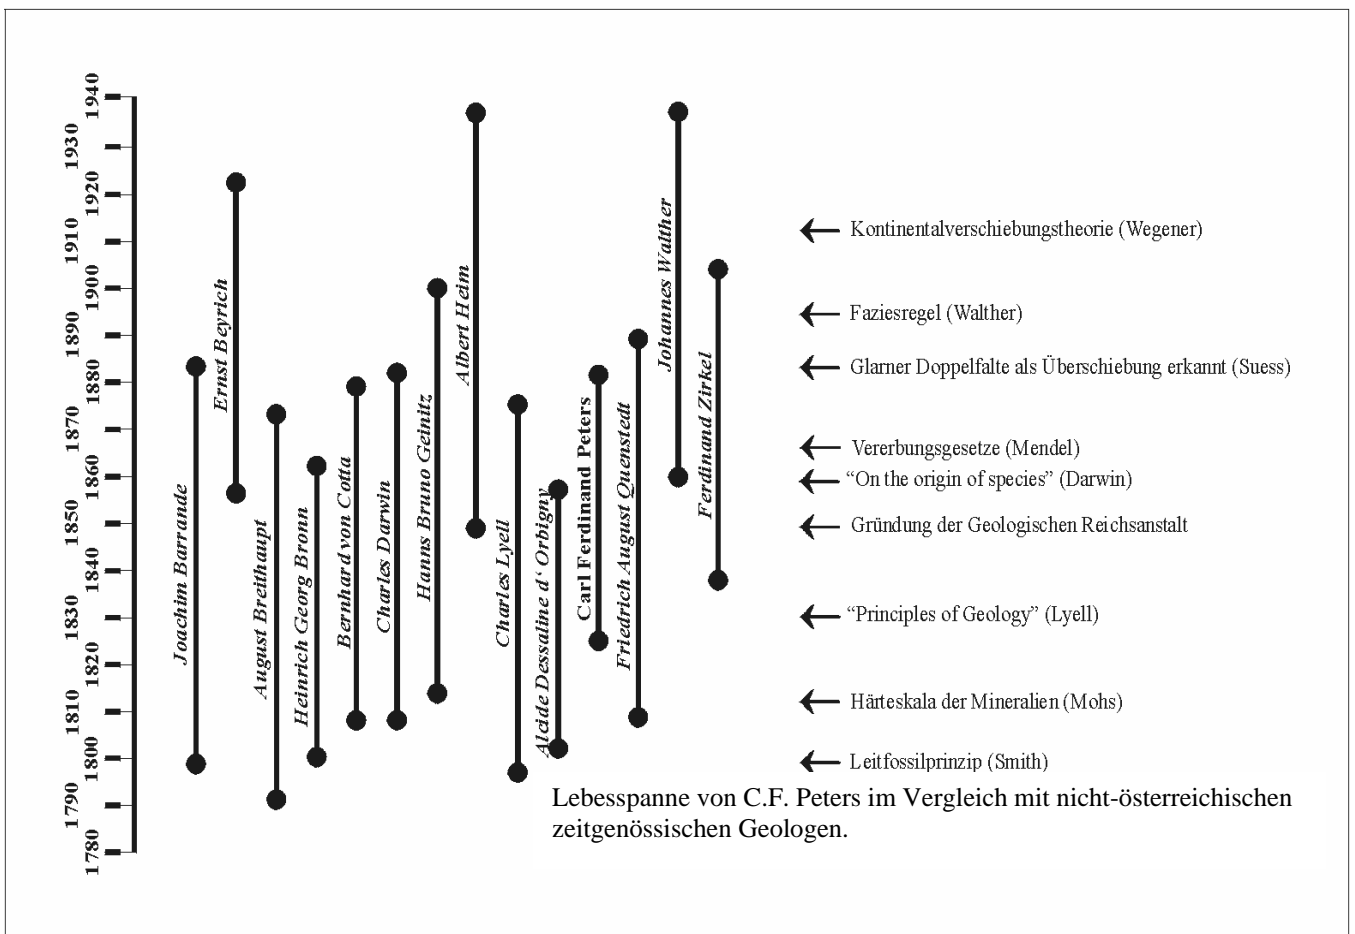 1940
1930
1920
1910
1900
1890
1880
1870
1860
1850
1840
1830
1820
1810
1800
1790
1780
Joachim Barrande
Ernst Beyrich
August Breithaupt
Heinrich Georg Bronn
Bernhard von Cotta
Charles Darwin
Hanns Bruno Geinitz
Albert Heim
Charles Lyell
Alcide Dessaline d' Orbigny
Carl Ferdinand Peters
Friedrich August Quenstedt
Johannes Walther
Ferdinand Zirkel
Kontinentalverschiebungstheorie (Wegener)
Faziesregel (Walther)
Glarner Doppelfalte als Überschiebung erkannt (Suess)
Vererbungsgesetze (Mendel)
“On the origin of species” (Darwin)
Gründung der Geologischen Reichsanstalt
“Principles of Geology” (Lyell)
Härteskala der Mineralien (Mohs)
Leitfossilprinzip (Smith)
Lebesspanne von C.F. Peters im Vergleich mit nicht-österreichischen
zeitgenössischen Geologen.